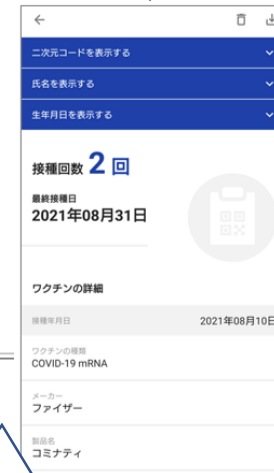 二次元コードを表示する
氏名を表示する
生年月日を表示する
接種回数 2 回
最終接種日
2021年08月31日
ワクチンの詳細
接種年月日 2021年08月10日
ワクチンの種類
COVID-19 mRNA
メーカー
ファイザー
製品名
コミナティ